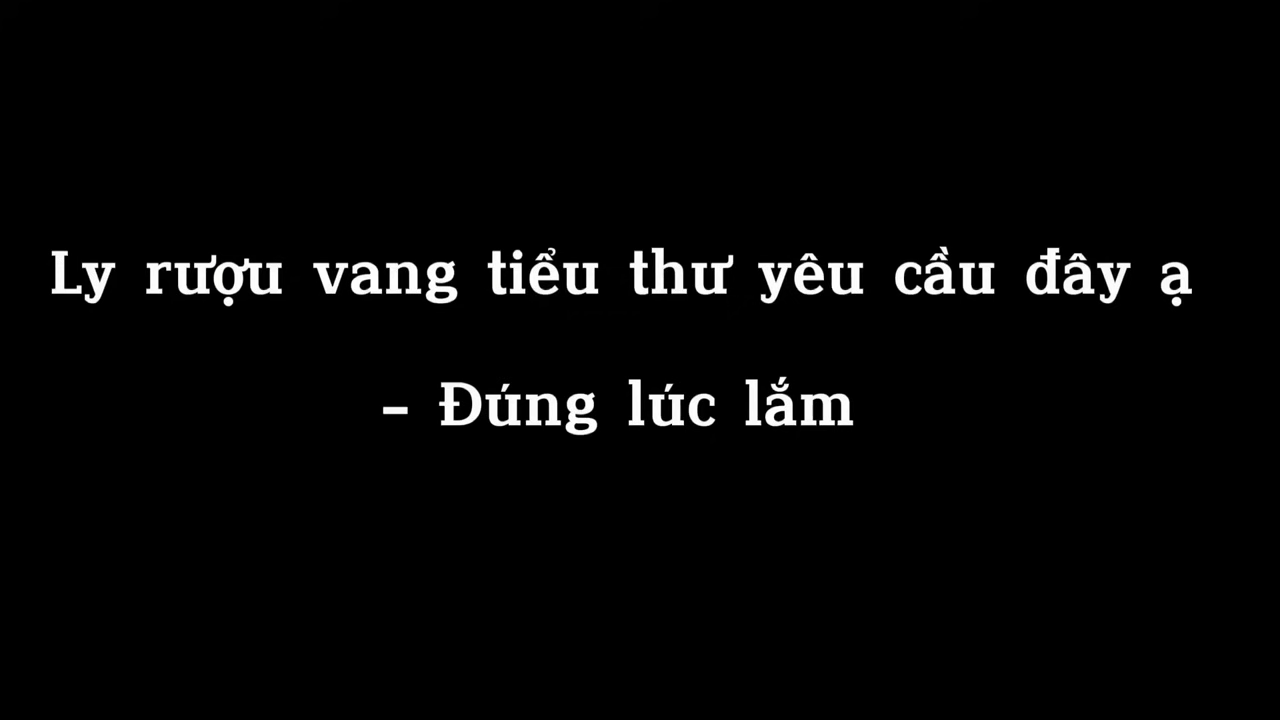 Ly rượu vang tiểu thư yêu cầu đây ạ
– Đúng lúc lắm